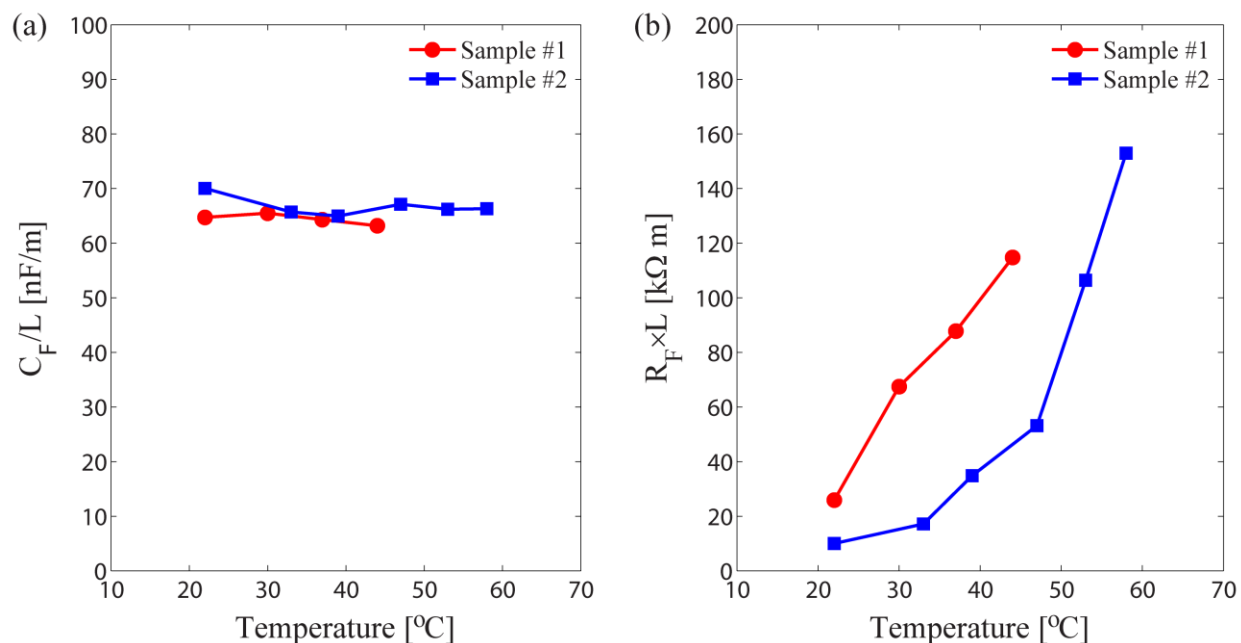 (a)
100
90
80
70
60
50
40
30
20
10
0
10 20 30 40 50 60 70
C_F/L [nF/m]
Temperature [°C]
Sample #1
Sample #2
(b)
200
180
160
140
120
100
80
60
40
20
0
10 20 30 40 50 60 70
R_F×L [kΩ m]
Temperature [°C]
Sample #1
Sample #2